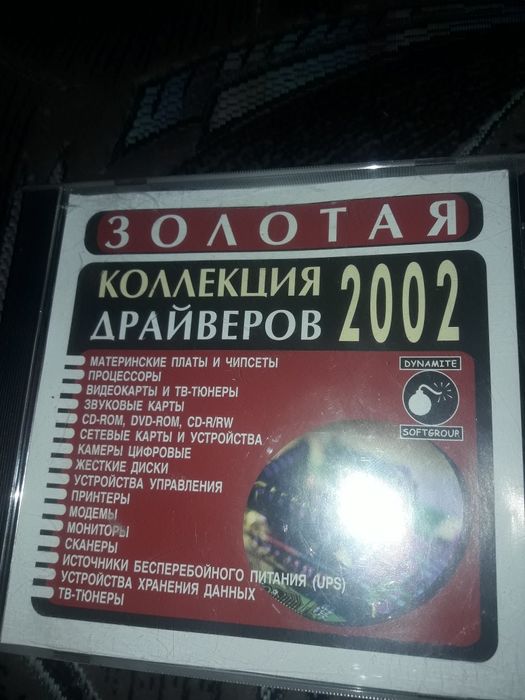 ЗОЛОТАЯ
КОЛЛЕКЦИЯ
ДРАЙВЕРОВ 2002
МАТЕРИНСКИЕ ПЛАТЫ И ЧИПСЕТЫ
ПРОЦЕССОРЫ
ВИДЕОКАРТЫ И ТВ-ТЮНЕРЫ
ЗВУКОВЫЕ КАРТЫ
CD-ROM, DVD-ROM, CD-R/RW
СЕТЕВЫЕ КАРТЫ И УСТРОЙСТВА
КАМЕРЫ ЦИФРОВЫЕ
ЖЕСТКИЕ ДИСКИ
УСТРОЙСТВА УПРАВЛЕНИЯ
ПРИНТЕРЫ
МОДЕМЫ
МОНИТОРЫ
СКАНЕРЫ
ИСТОЧНИКИ БЕСПЕРЕБОЙНОГО ПИТАНИЯ (UPS)
УСТРОЙСТВА ХРАНЕНИЯ ДАННЫХ
ТВ-ТЮНЕРЫ
DYNAMITE
SOFTGROUP